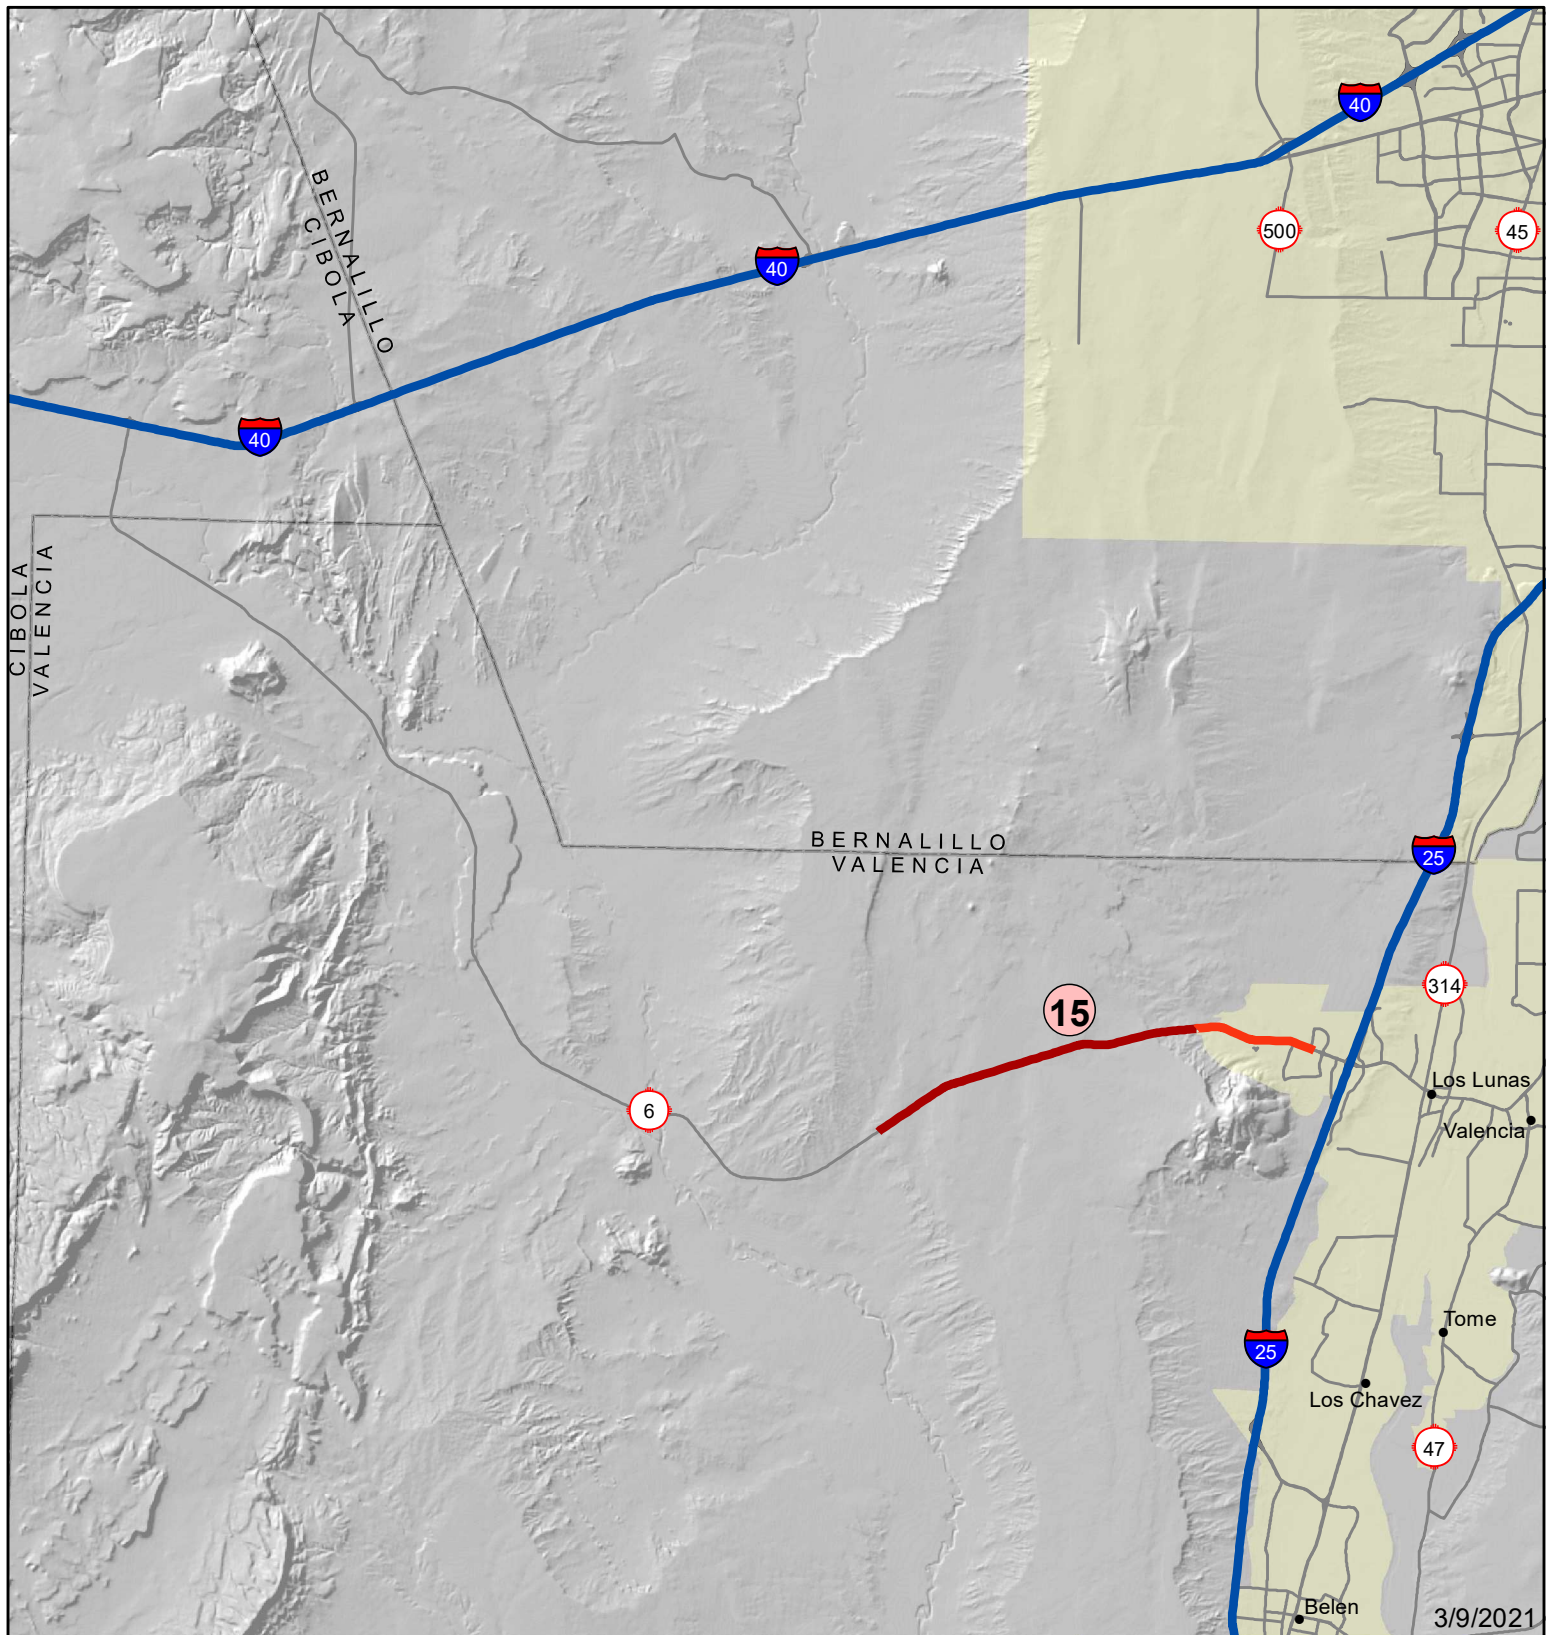 40
BERNALILLO
CIBOLA
500
45
40
40
CIBOLA
VALENCIA
BERNALILLO
VALENCIA
25
314
15
Los Lunas
6
Valencia
Tome
25
Los Chavez
47
Belen
3/9/2021